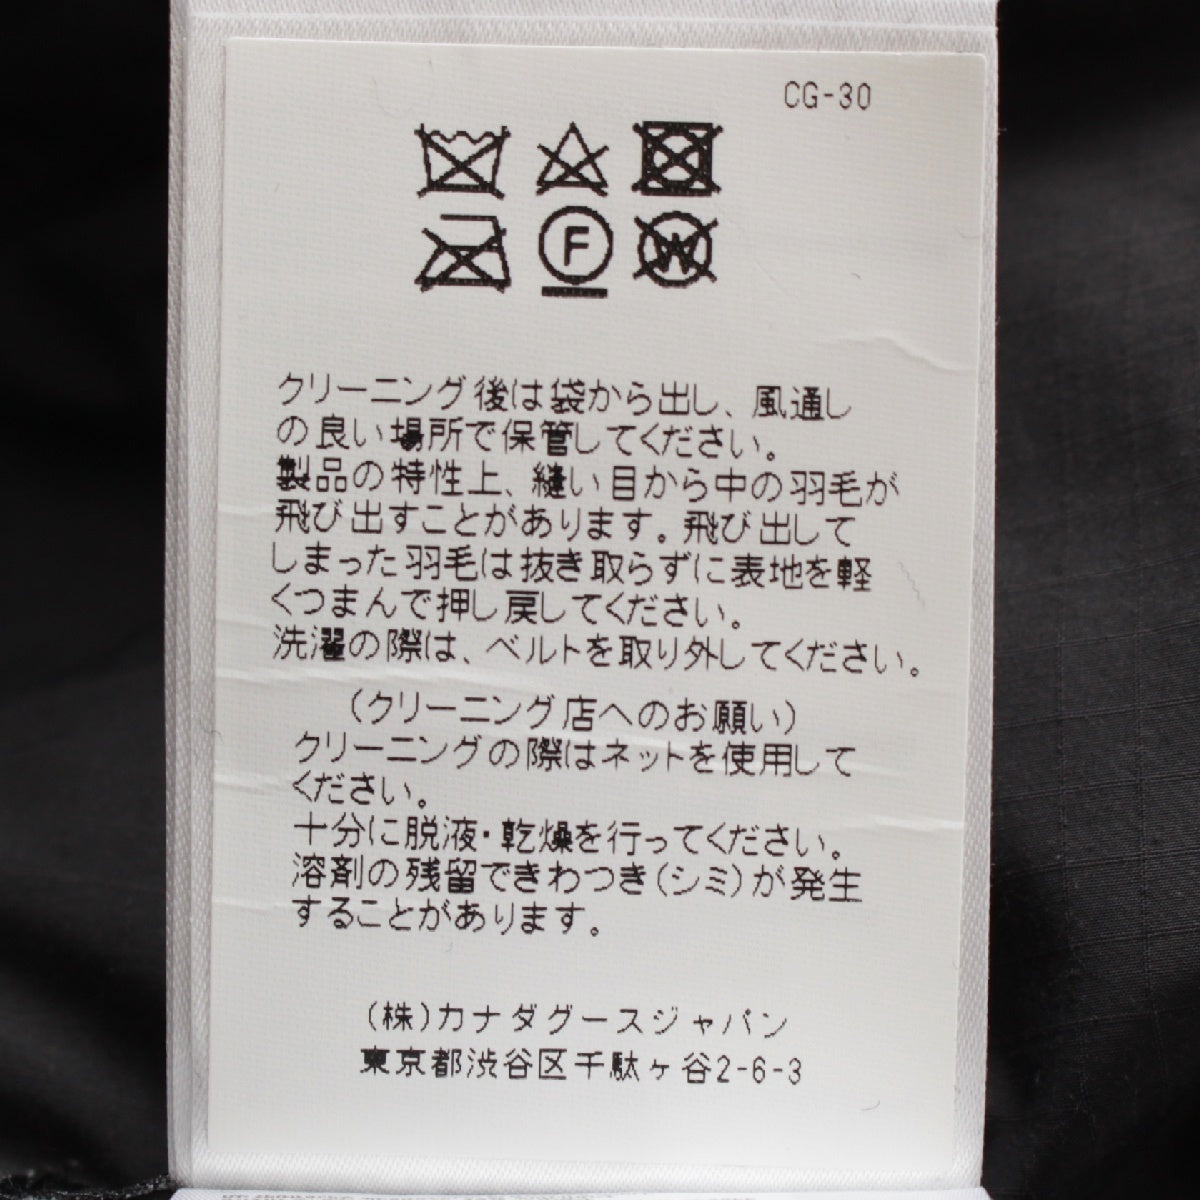 CG-30
F
W
クリーニング後は袋から出し、風通し
の良い場所で保管してください。
製品の特性上、縫い目から中の羽毛が
飛び出すことがあります。飛び出して
しまった羽毛は抜き取らずに表地を軽
くつまんで押し戻してください。
洗濯の際は、ベルトを取り外してください。
(クリーニング店へのお願い)
クリーニングの際はネットを使用して
ください。
十分に脱液・乾燥を行ってください。
溶剤の残留できわつき(シミ)が発生
することがあります。
(株)カナダグースジャパン
東京都渋谷区千駄ヶ谷2-6-3